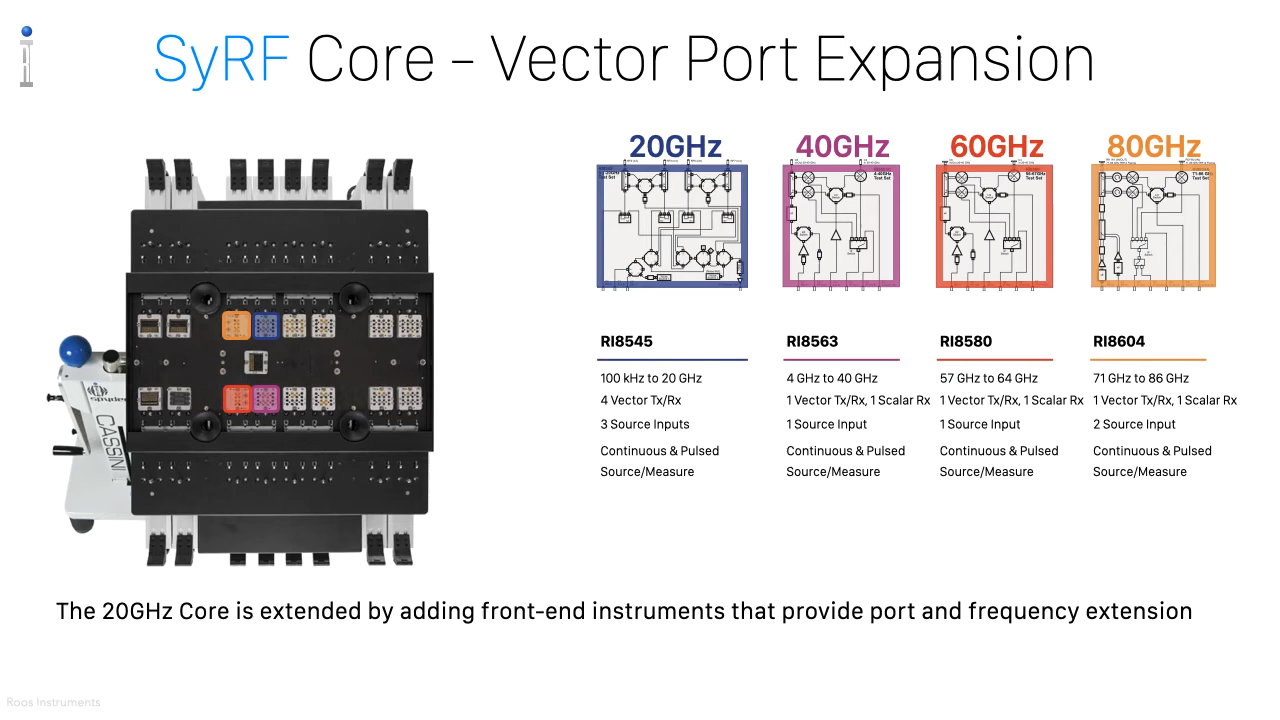 SyRF Core – Vector Port Expansion
20GHz
40GHz
60GHz
80GHz
spyder
CASSINI
RI8545
100 kHz to 20 GHz
4 Vector Tx/Rx
3 Source Inputs
Continuous & Pulsed
Source/Measure
RI8563
4 GHz to 40 GHz
1 Vector Tx/Rx, 1 Scalar Rx
1 Source Input
Continuous & Pulsed
Source/Measure
RI8580
57 GHz to 64 GHz
1 Vector Tx/Rx, 1 Scalar Rx
1 Source Input
Continuous & Pulsed
Source/Measure
RI8604
71 GHz to 86 GHz
1 Vector Tx/Rx, 1 Scalar Rx
2 Source Input
Continuous & Pulsed
Source/Measure
The 20GHz Core is extended by adding front-end instruments that provide port and frequency extension
Roos Instruments